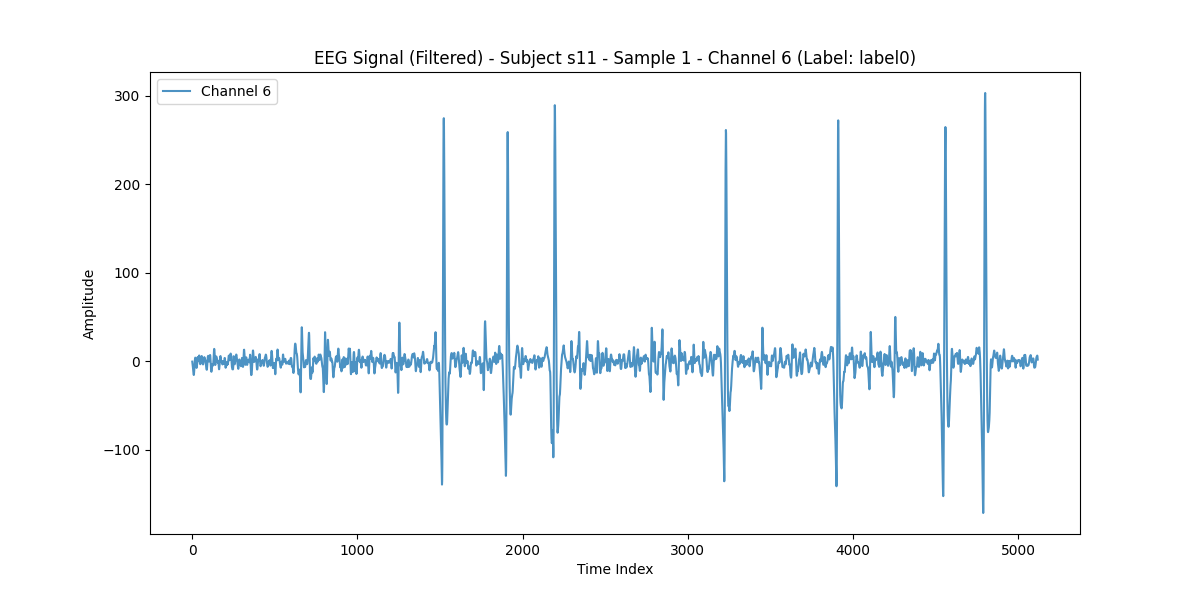 EEG Signal (Filtered) - Subject s11 - Sample 1 - Channel 6 (Label: label0)
Channel 6
300
200
100
0
−100
Amplitude
0 1000 2000 3000 4000 5000
Time Index